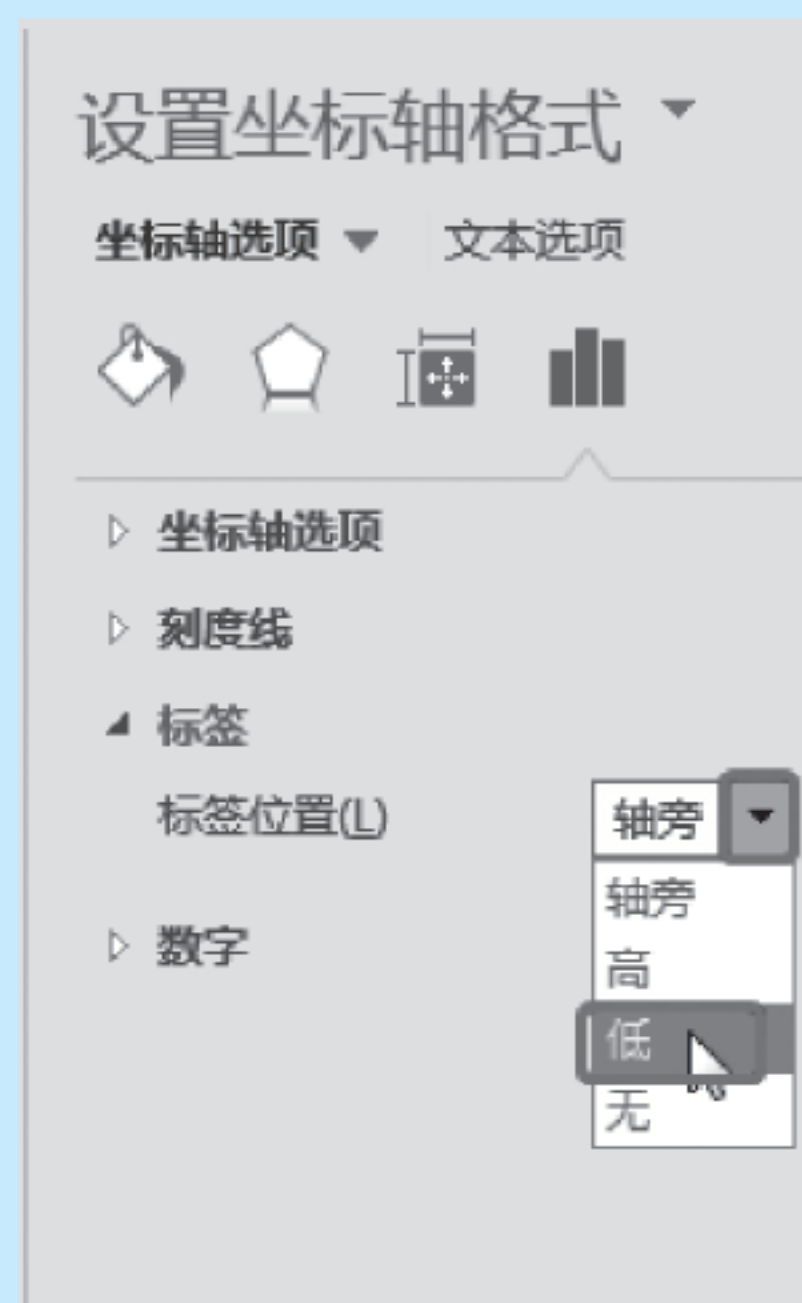 设置坐标轴格式
坐标轴选项 文本选项
坐标轴选项
刻度线
标签
标签位置(L) 轴旁
轴旁
高
数字
低
无